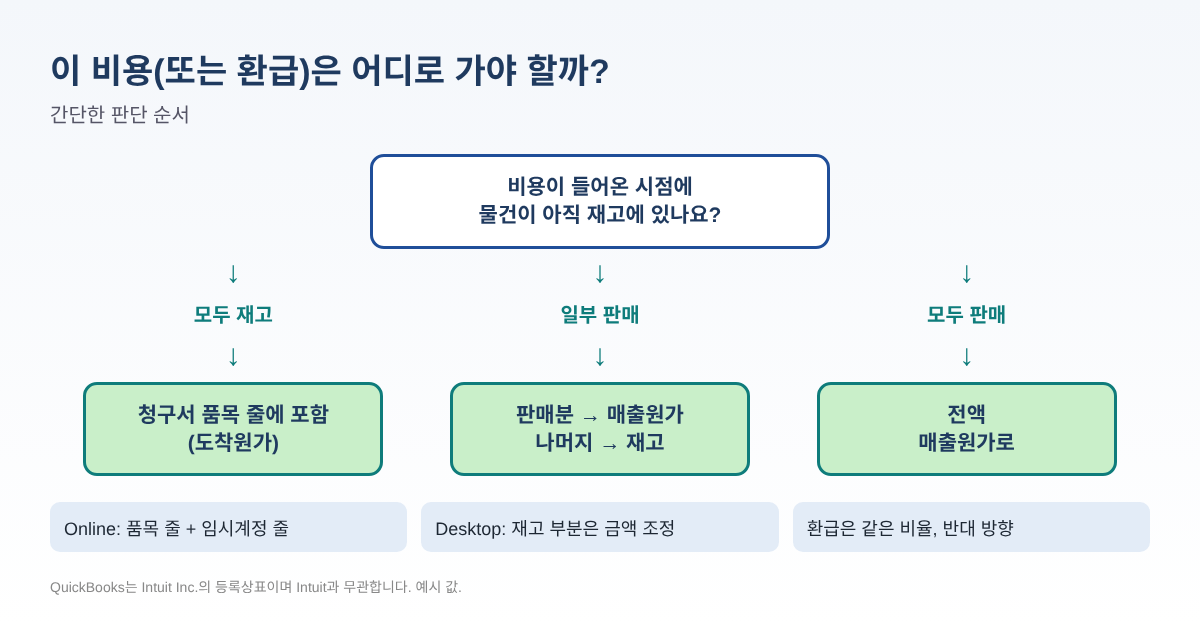 이 비용(또는 환급)은 어디로 가야 할까?
간단한 판단 순서
비용이 들어온 시점에
물건이 아직 재고에 있나요?
↓ ↓ ↓
모두 재고 일부 판매 모두 판매
↓ ↓ ↓
청구서 품목 줄에 포함
(도착원가)
판매분 → 매출원가
나머지 → 재고
전액
매출원가로
Online: 품목 줄 + 임시계정 줄
Desktop: 재고 부분은 금액 조정
환급은 같은 비율, 반대 방향
QuickBooks는 Intuit Inc.의 등록상표이며 Intuit과 무관합니다. 예시 값.